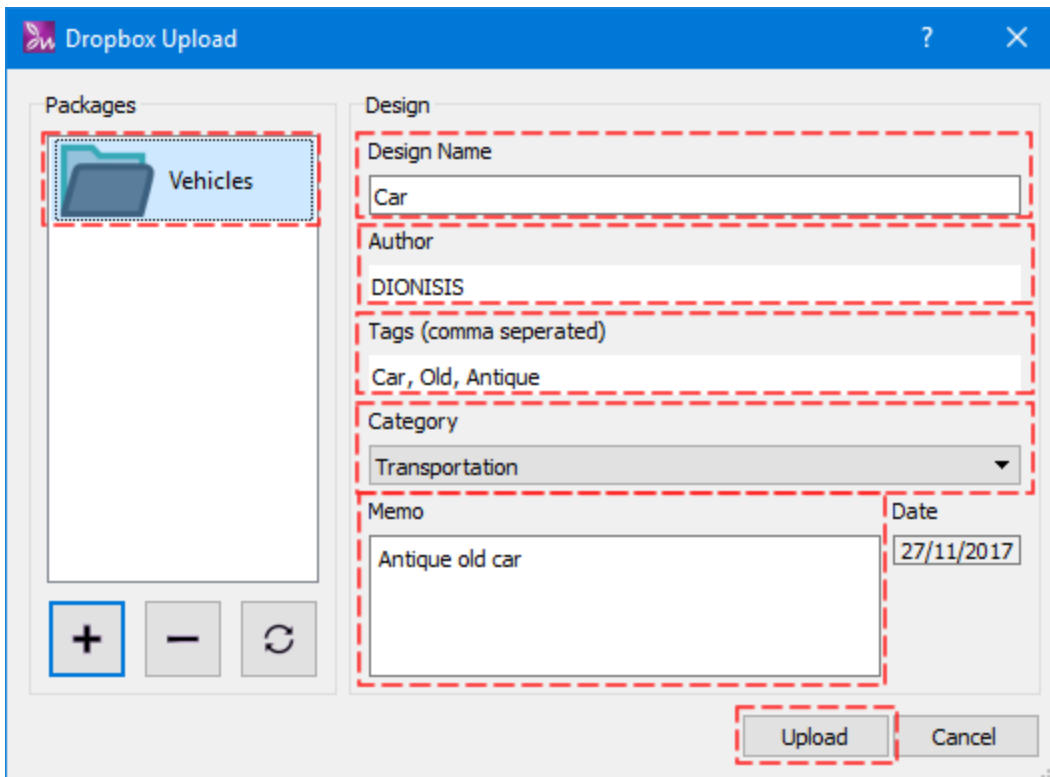 Dropbox Upload
Packages
Vehicles
Design
Design Name
Car
Author
DIONISIS
Tags (comma seperated)
Car, Old, Antique
Category
Transportation
Memo
Antique old car
Date
27/11/2017
Upload
Cancel